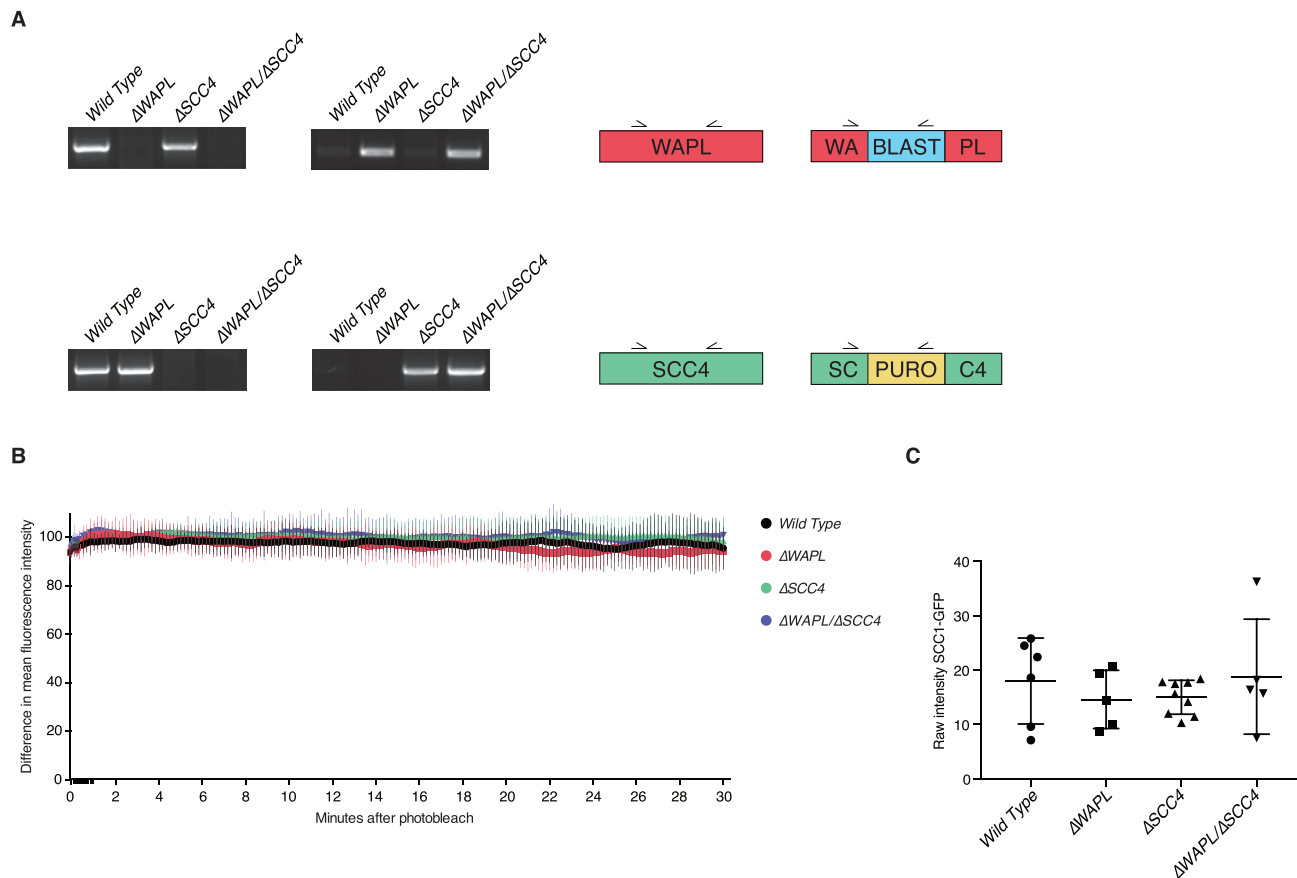 A
Wild Type
ΔWAPL
ΔSCC4
ΔWAPL/ΔSCC4
Wild Type
ΔWAPL
ΔSCC4
ΔWAPL/ΔSCC4
WAPL
WA BLAST PL
Wild Type
ΔWAPL
ΔSCC4
ΔWAPL/ΔSCC4
Wild Type
ΔWAPL
ΔSCC4
ΔWAPL/ΔSCC4
SCC4
SC PURO C4
B
Difference in mean fluorescence intensity
100
80
60
40
20
0
0 2 4 6 8 10 12 14 16 18 20 22 24 26 28 30
Minutes after photobleach
Wild Type
ΔWAPL
ΔSCC4
ΔWAPL/ΔSCC4
C
Raw intensity SCC1-GFP
40
30
20
10
0
Wild Type
ΔWAPL
ΔSCC4
ΔWAPL/ΔSCC4